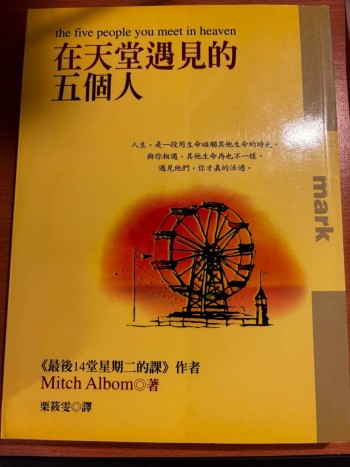 the five people you meet in heaven
在天堂遇見的
五個人
人生，是一段用生命碰觸其他生命的時光。
與你相遇，其他生命再也不一樣。
遇見他們，你才真的活過。
mark
《最後14堂星期二的課》作者
Mitch Albom◎著
栗筱雯◎譯